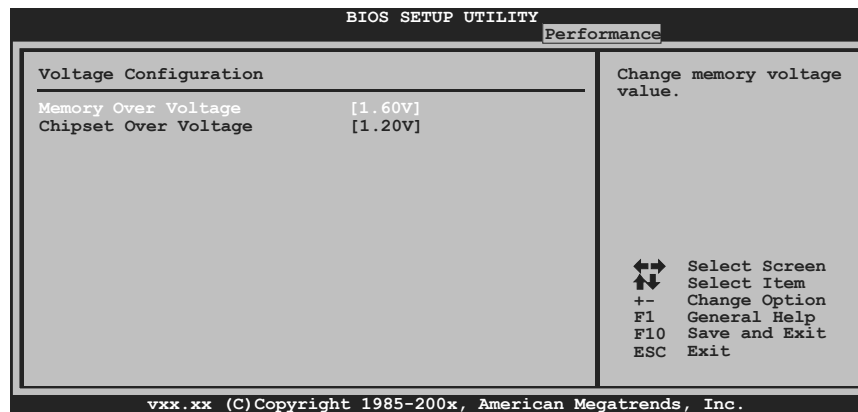 BIOS SETUP UTILITY
Performance
Voltage Configuration
Memory Over Voltage [1.60V]
Chipset Over Voltage [1.20V]
Change memory voltage
value.
Select Screen
Select Item
+- Change Option
F1 General Help
F10 Save and Exit
ESC Exit
vxx.xx (C)Copyright 1985-200x, American Megatrends, Inc.